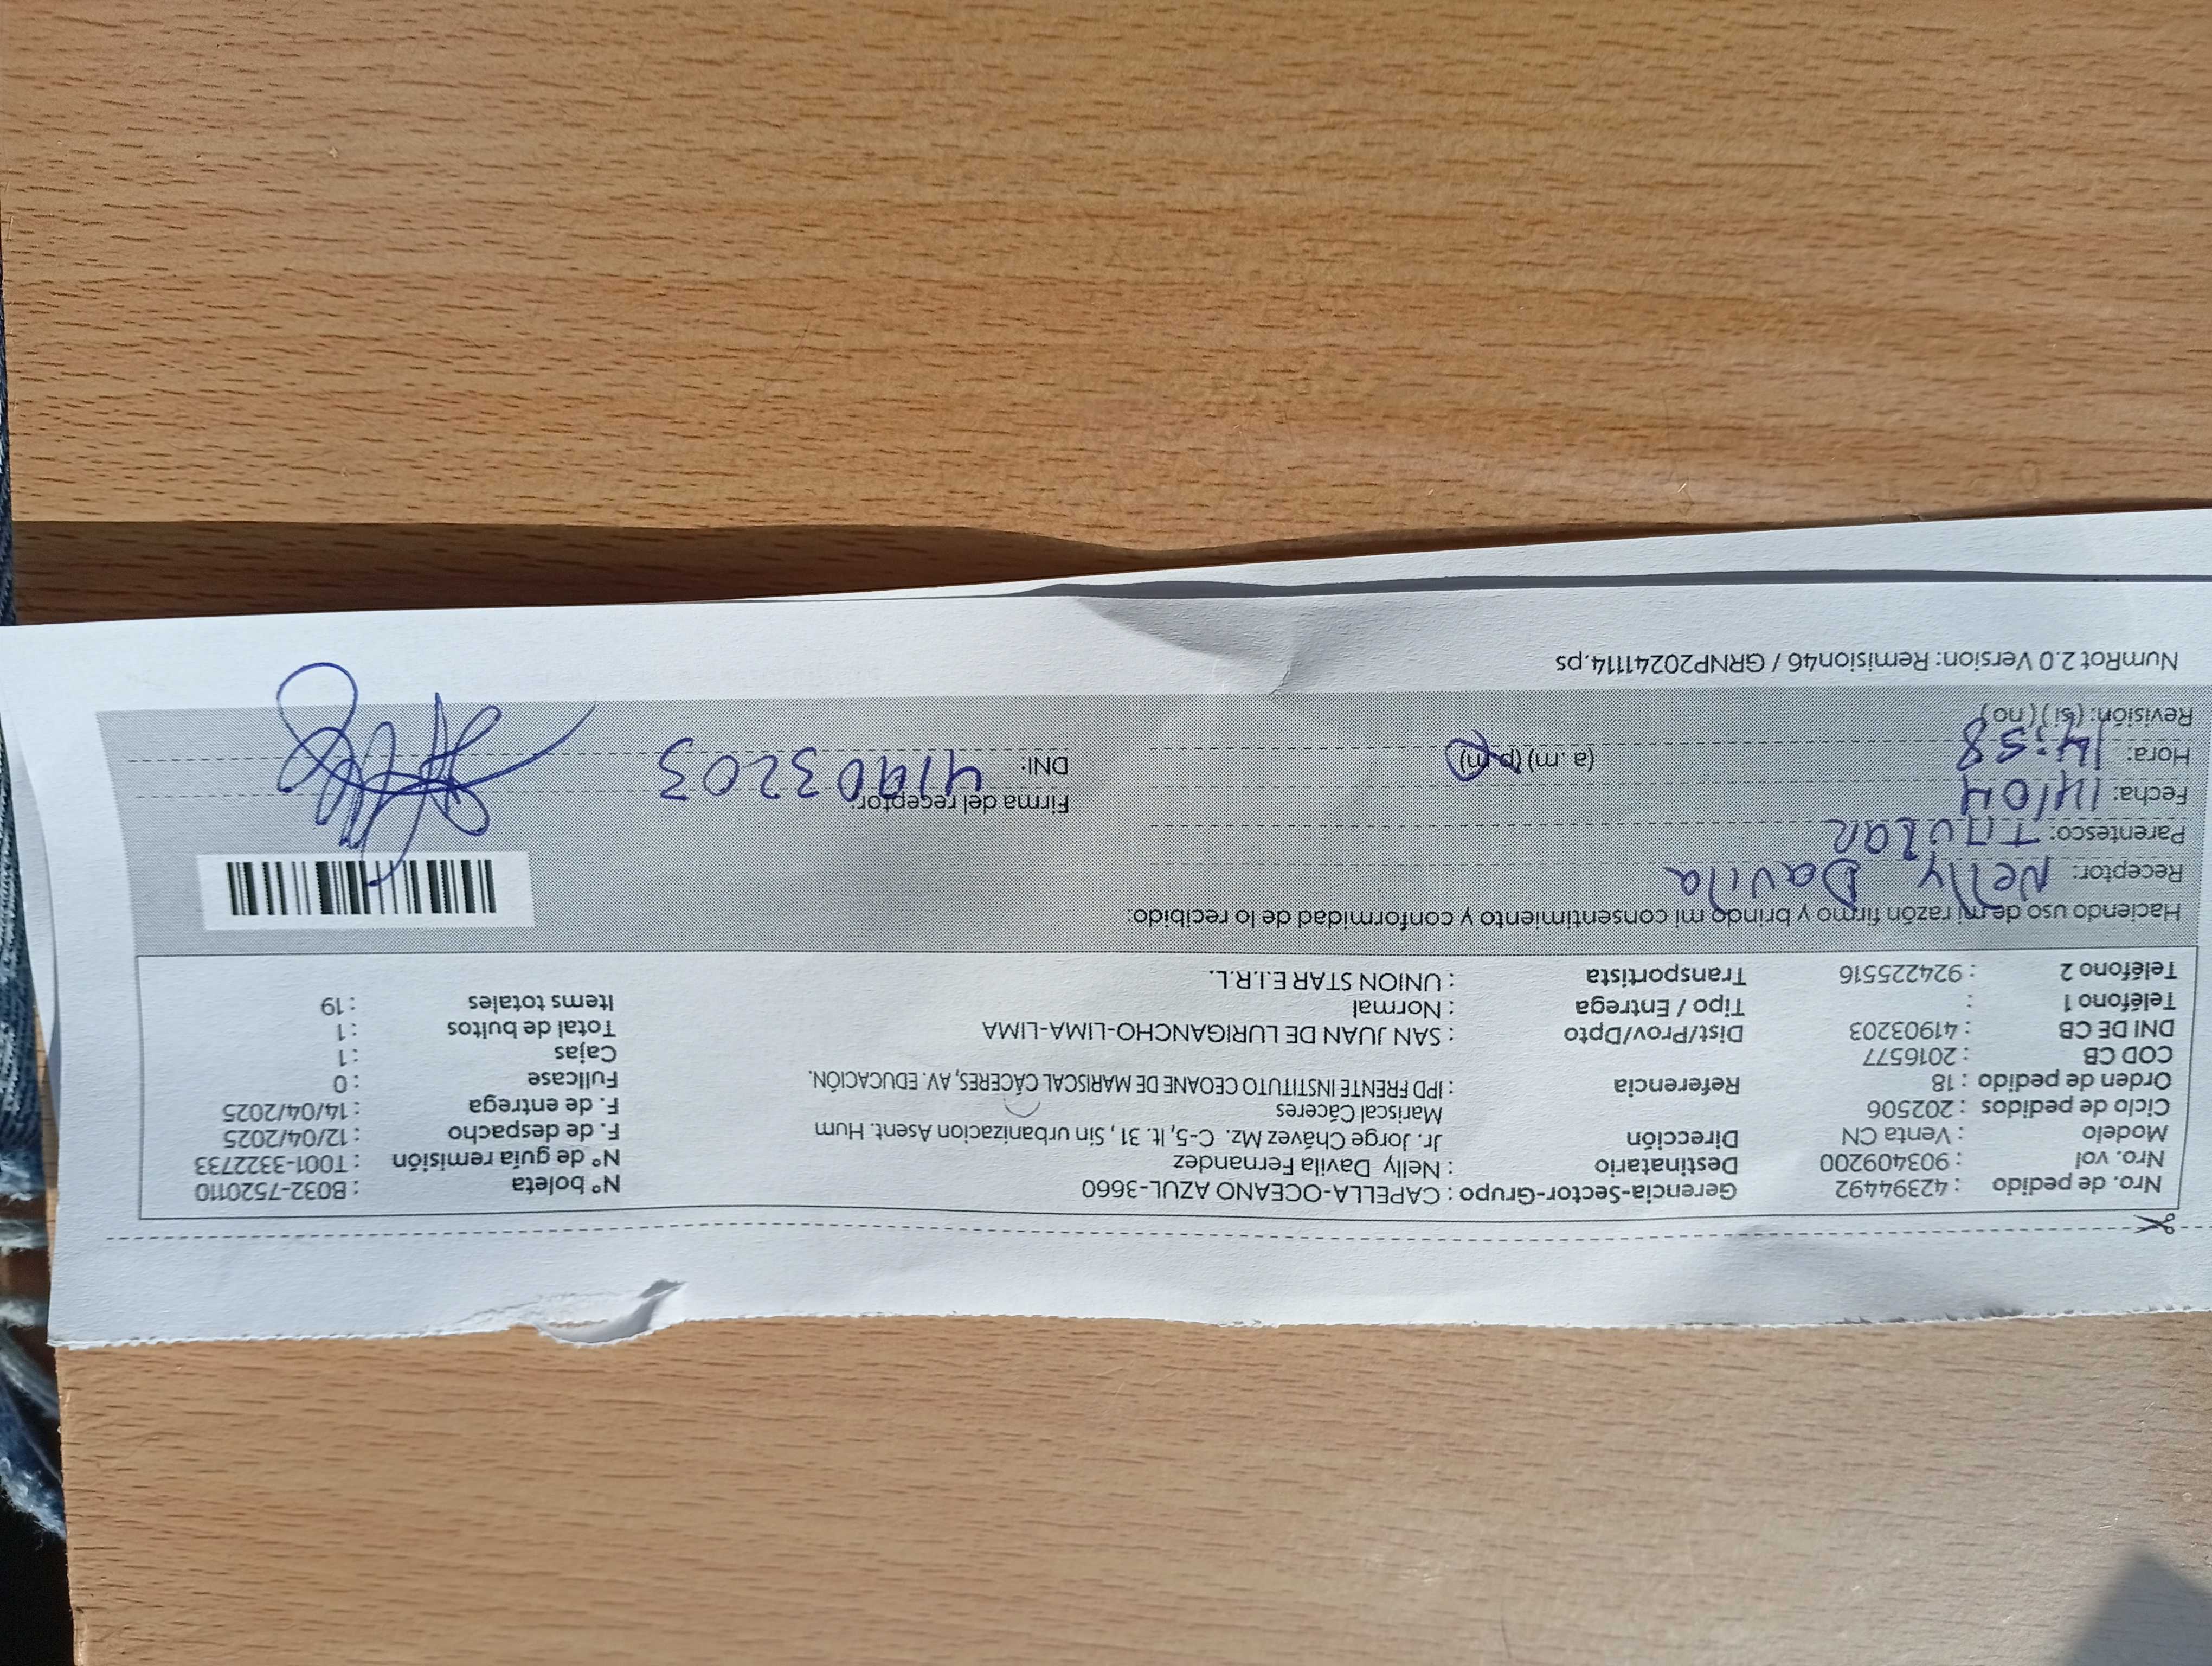 Nro. de pedido : 42394492 Gerencia-Sector-Grupo : CAPELLA-OCEANO AZUL-3660 N° boleta : B032-7520110
Nro. vol : 903409200 Destinatario : Nelly Davila Fernandez N° de guía remisión : T001-3322733
Modelo : Venta CN Dirección Jr. Jorge Chávez Mz. C-5, lt. 31, Sin urbanizacion Asent. Hum. F. de despacho : 12/04/2025
Mariscal Cáceres
Ciclo de pedidos : 202506 F. de entrega : 14/04/2025
Orden de pedido : 18 Referencia : IPD FRENTE INSTITUTO CEOANE DE MARISCAL CÁCERES, AV. EDUCACIÓN. Fullcase : 0
COD CB : 2016577 Cajas : 1
DNI DE CB : 41903203 Dist/Prov/Dpto : SAN JUAN DE LURIGANCHO-LIMA-LIMA Total de bultos : 1
Teléfono 1 : Tipo / Entrega : Normal Items totales : 19
Teléfono 2 : 924225516 Transportista : UNION STAR E.I.R.L.
Haciendo uso de mi razón firmo y brindo mi consentimiento y conformidad de lo recibido:
Receptor: Nelly Davila
Parentesco: Titular
Fecha: 14/04 Firma del receptor:
Hora: 14:58 (a.m) (p.m) DNI: 41903203
Revisión: (si) (no)
NumRot 2.0 Version: Remision46 / GRNP20241114.ps